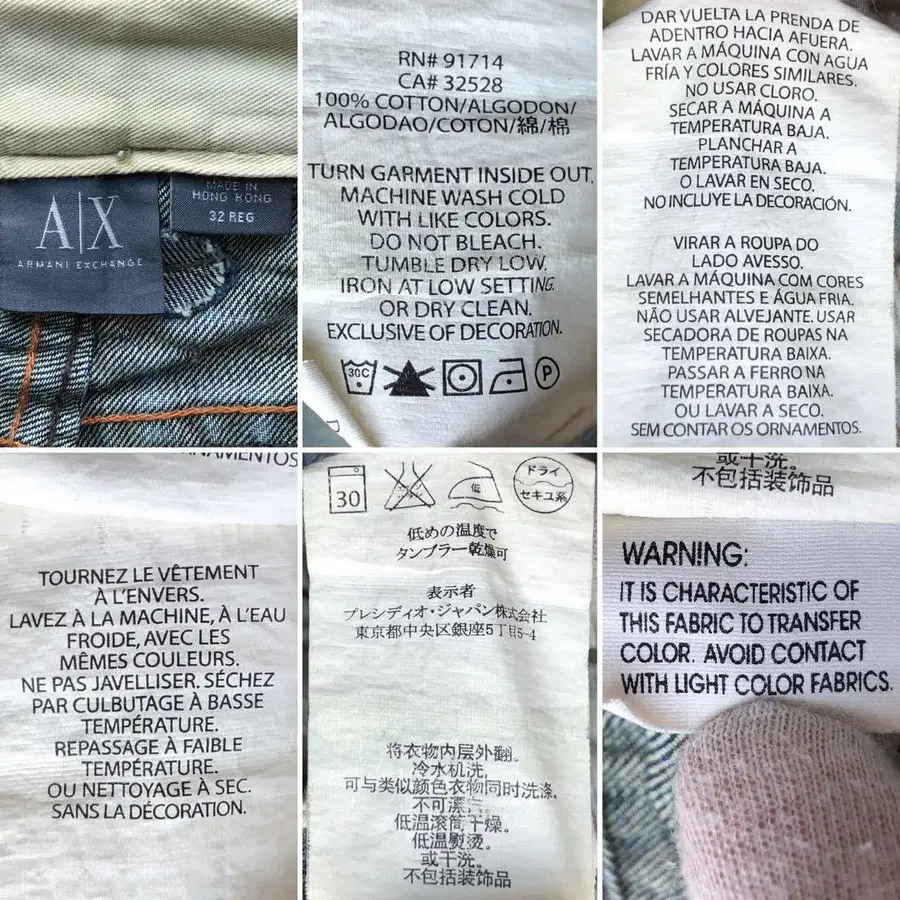 A|X
ARMANI EXCHANGE
MADE IN
HONG KONG
32 REG
RN# 91714
CA# 32528
100% COTTON/ALGODON/
ALGODAO/COTON/綿/棉
TURN GARMENT INSIDE OUT.
MACHINE WASH COLD
WITH LIKE COLORS.
DO NOT BLEACH.
TUMBLE DRY LOW.
IRON AT LOW SETTING.
OR DRY CLEAN.
EXCLUSIVE OF DECORATION.
30C
P
DAR VUELTA LA PRENDA DE
ADENTRO HACIA AFUERA.
LAVAR A MÁQUINA CON AGUA
FRÍA Y COLORES SIMILARES.
NO USAR CLORO.
SECAR A MÁQUINA A
TEMPERATURA BAJA.
PLANCHAR A
TEMPERATURA BAJA.
O LAVAR EN SECO.
NO INCLUYE LA DECORACIÓN.
VIRAR A ROUPA DO
LADO AVESSO.
LAVAR A MÁQUINA COM CORES
SEMELHANTES E ÁGUA FRIA.
NÃO USAR ALVEJANTE. USAR
SECADORA DE ROUPAS NA
TEMPERATURA BAIXA.
PASSAR A FERRO NA
TEMPERATURA BAIXA.
OU LAVAR A SECO.
SEM CONTAR OS ORNAMENTOS.
ORNAMENTOS
TOURNEZ LE VÊTEMENT
À L'ENVERS.
LAVEZ À LA MACHINE, À L'EAU
FROIDE, AVEC LES
MÊMES COULEURS.
NE PAS JAVELLISER. SÉCHEZ
PAR CULBUTAGE À BASSE
TEMPÉRATURE.
REPASSAGE À FAIBLE
TEMPÉRATURE.
OU NETTOYAGE À SEC.
SANS LA DÉCORATION.
30
低
ドライ
セキユ系
低めの温度で
タンブラー乾燥可
表示者
プレシディオ・ジャパン株式会社
東京都中央区銀座5丁目5-4
将衣物内层外翻。
冷水机洗,
可与类似颜色衣物同时洗涤,
不可漂白。
低温滚筒干燥。
低温熨烫。
或干洗。
不包括装饰品
或干洗。
不包括装饰品
WARNING:
IT IS CHARACTERISTIC OF
THIS FABRIC TO TRANSFER
COLOR. AVOID CONTACT
WITH LIGHT COLOR FABRICS.